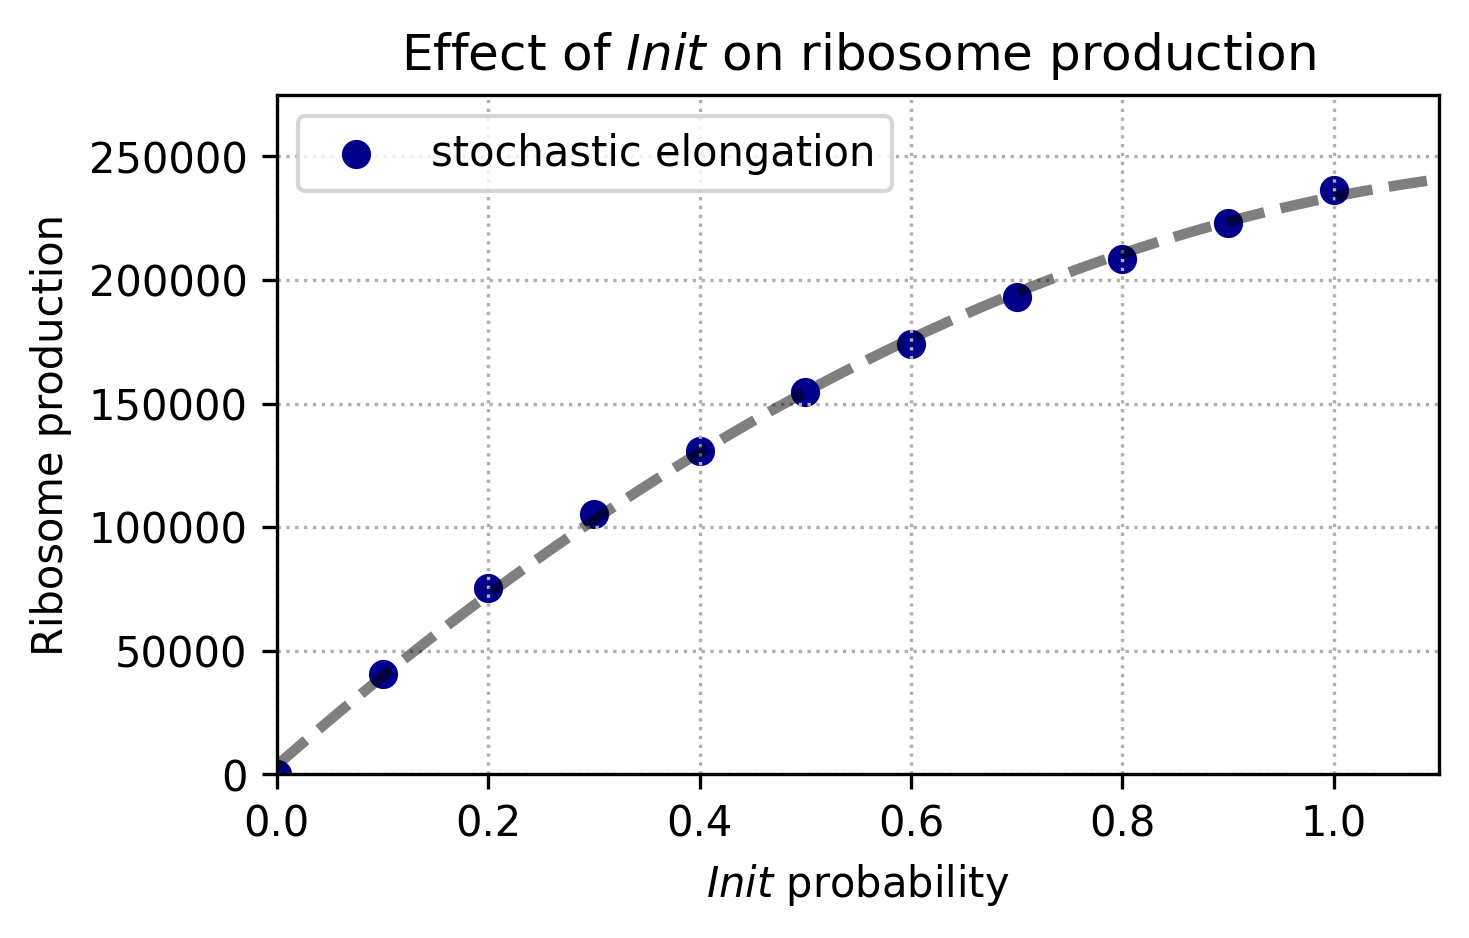 Effect of Init on ribosome production
stochastic elongation
Ribosome production
250000
200000
150000
100000
50000
0
0.0 0.2 0.4 0.6 0.8 1.0
Init probability